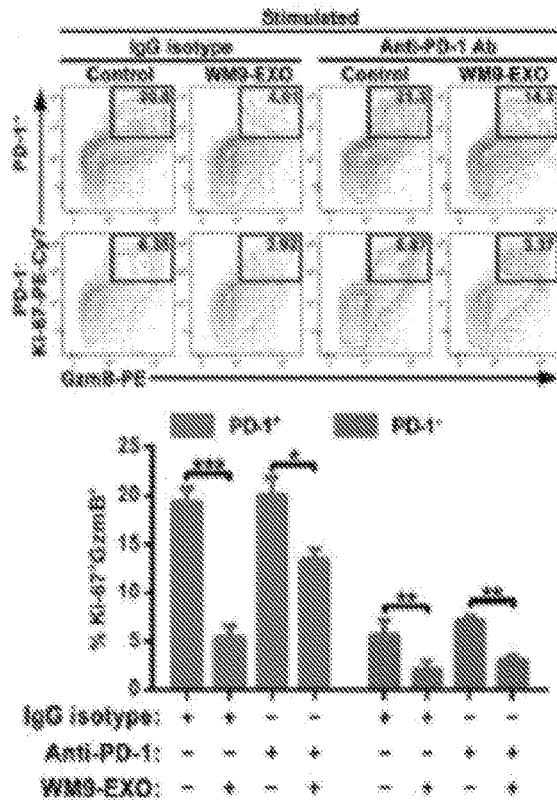 Stimulated
IgG isotype Anti-PD-1 Ab
Control WM9-EXO Control WM9-EXO
PD-1⁺
PD-1⁻
Ki-67-PE-Cy7
GzmB-PE
PD-1⁺ PD-1⁻
% Ki-67⁺GzmB⁺
25
20
15
10
5
0
*** * ** **
IgG isotype: + + - - + + - -
Anti-PD-1: - - + + - - + +
WM9-EXO: - + - + - + - +